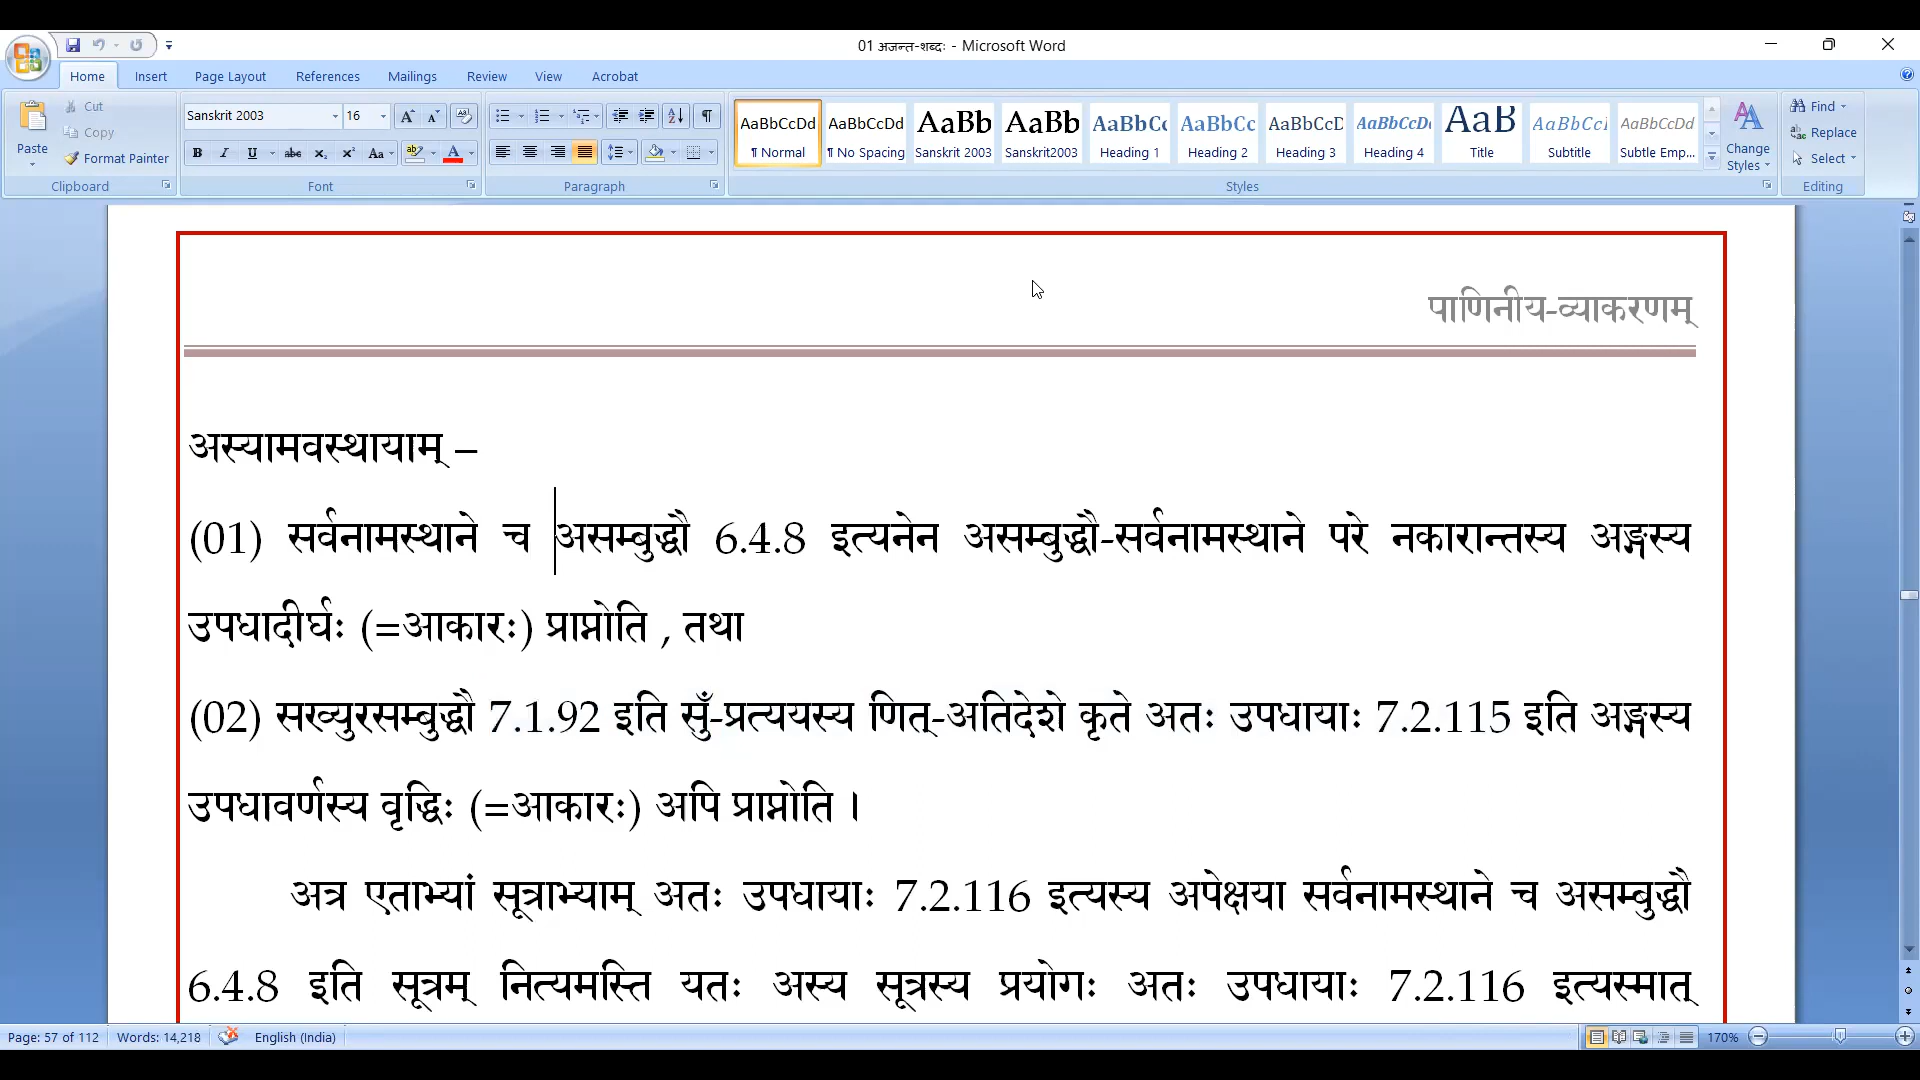 01 अजन्त-शब्दः - Microsoft Word
Home Insert Page Layout References Mailings Review View Acrobat
Paste
Cut
Copy
Format Painter
Clipboard
Sanskrit 2003 16
Font
Paragraph
AaBbCcDd AaBbCcDd AaBb AaBb AaBbCc AaBbCc AaBbCcD AaBbCcDd AaB AaBbCcI AaBbCcDd
¶ Normal ¶ No Spacing Sanskrit 2003 Sanskrit2003 Heading 1 Heading 2 Heading 3 Heading 4 Title Subtitle Subtle Emp...
Change Styles
Styles
Find
Replace
Select
Editing
पाणिनीय-व्याकरणम्
अस्यामवस्थायाम् –
(01) सर्वनामस्थाने च असम्बुद्धौ 6.4.8 इत्यनेन असम्बुद्धौ-सर्वनामस्थाने परे नकारान्तस्य अङ्गस्य
उपधादीर्घः (=आकारः) प्राप्नोति , तथा
(02) सख्युरसम्बुद्धौ 7.1.92 इति सुँ-प्रत्ययस्य णित्-अतिदेशे कृते अतः उपधायाः 7.2.115 इति अङ्गस्य
उपधावर्णस्य वृद्धिः (=आकारः) अपि प्राप्नोति ।
अत्र एताभ्यां सूत्राभ्याम् अतः उपधायाः 7.2.116 इत्यस्य अपेक्षया सर्वनामस्थाने च असम्बुद्धौ
6.4.8 इति सूत्रम् नित्यमस्ति यतः अस्य सूत्रस्य प्रयोगः अतः उपधायाः 7.2.116 इत्यस्मात्
Page: 57 of 112 Words: 14,218 English (India) 170%